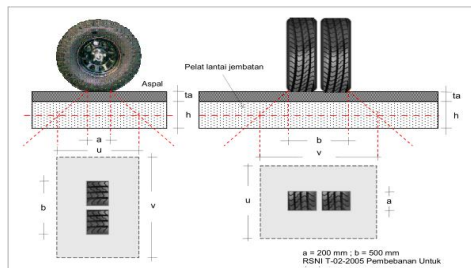 Aspal
Pelat lantai jembatan
ta
h
ta
h
a
u
b
v
b
v
u
a
a = 200 mm ; b = 500 mm
RSNI T-02-2005 Pembebanan Untuk